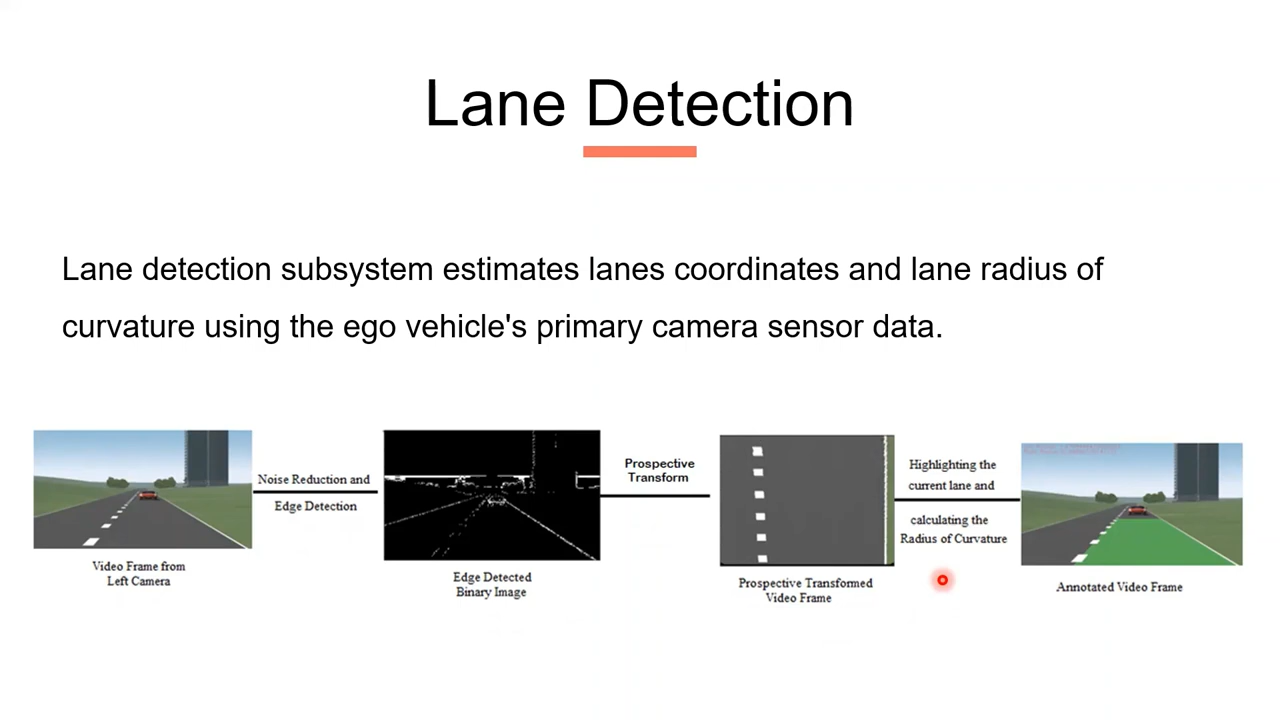 Lane Detection
Lane detection subsystem estimates lanes coordinates and lane radius of
curvature using the ego vehicle's primary camera sensor data.
Video Frame from
Left Camera
Noise Reduction and
Edge Detection
Edge Detected
Binary Image
Prospective
Transform
Prospective Transformed
Video Frame
Highlighting the
current lane and
calculating the
Radius of Curvature
Annotated Video Frame